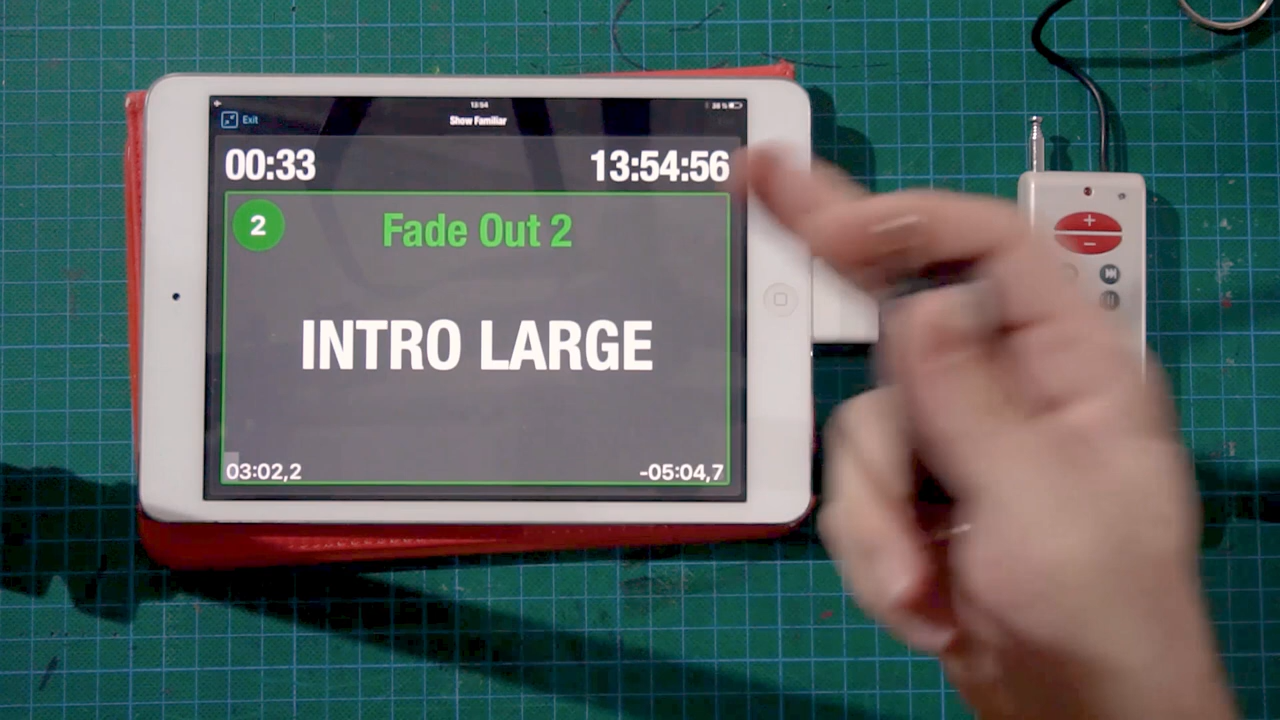 13:54
38 %
Exit
Show Familiar
00:33
13:54:56
2
Fade Out 2
INTRO LARGE
03:02,2
-05:04,7
+
−